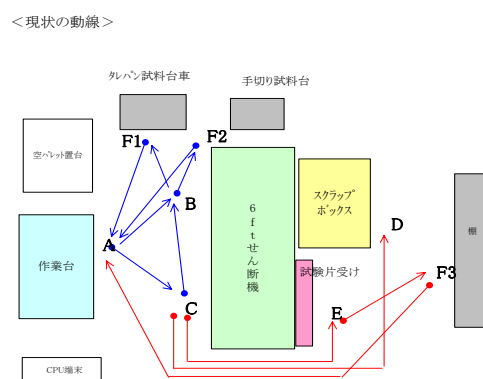 ＜現状の動線＞
タレパン試料台車
手切り試料台
F1
F2
空パレット置台
B
6ftせん断機
スクラップ
ボックス
D
棚
A
作業台
試験片受け
F3
C
E
CPU端末